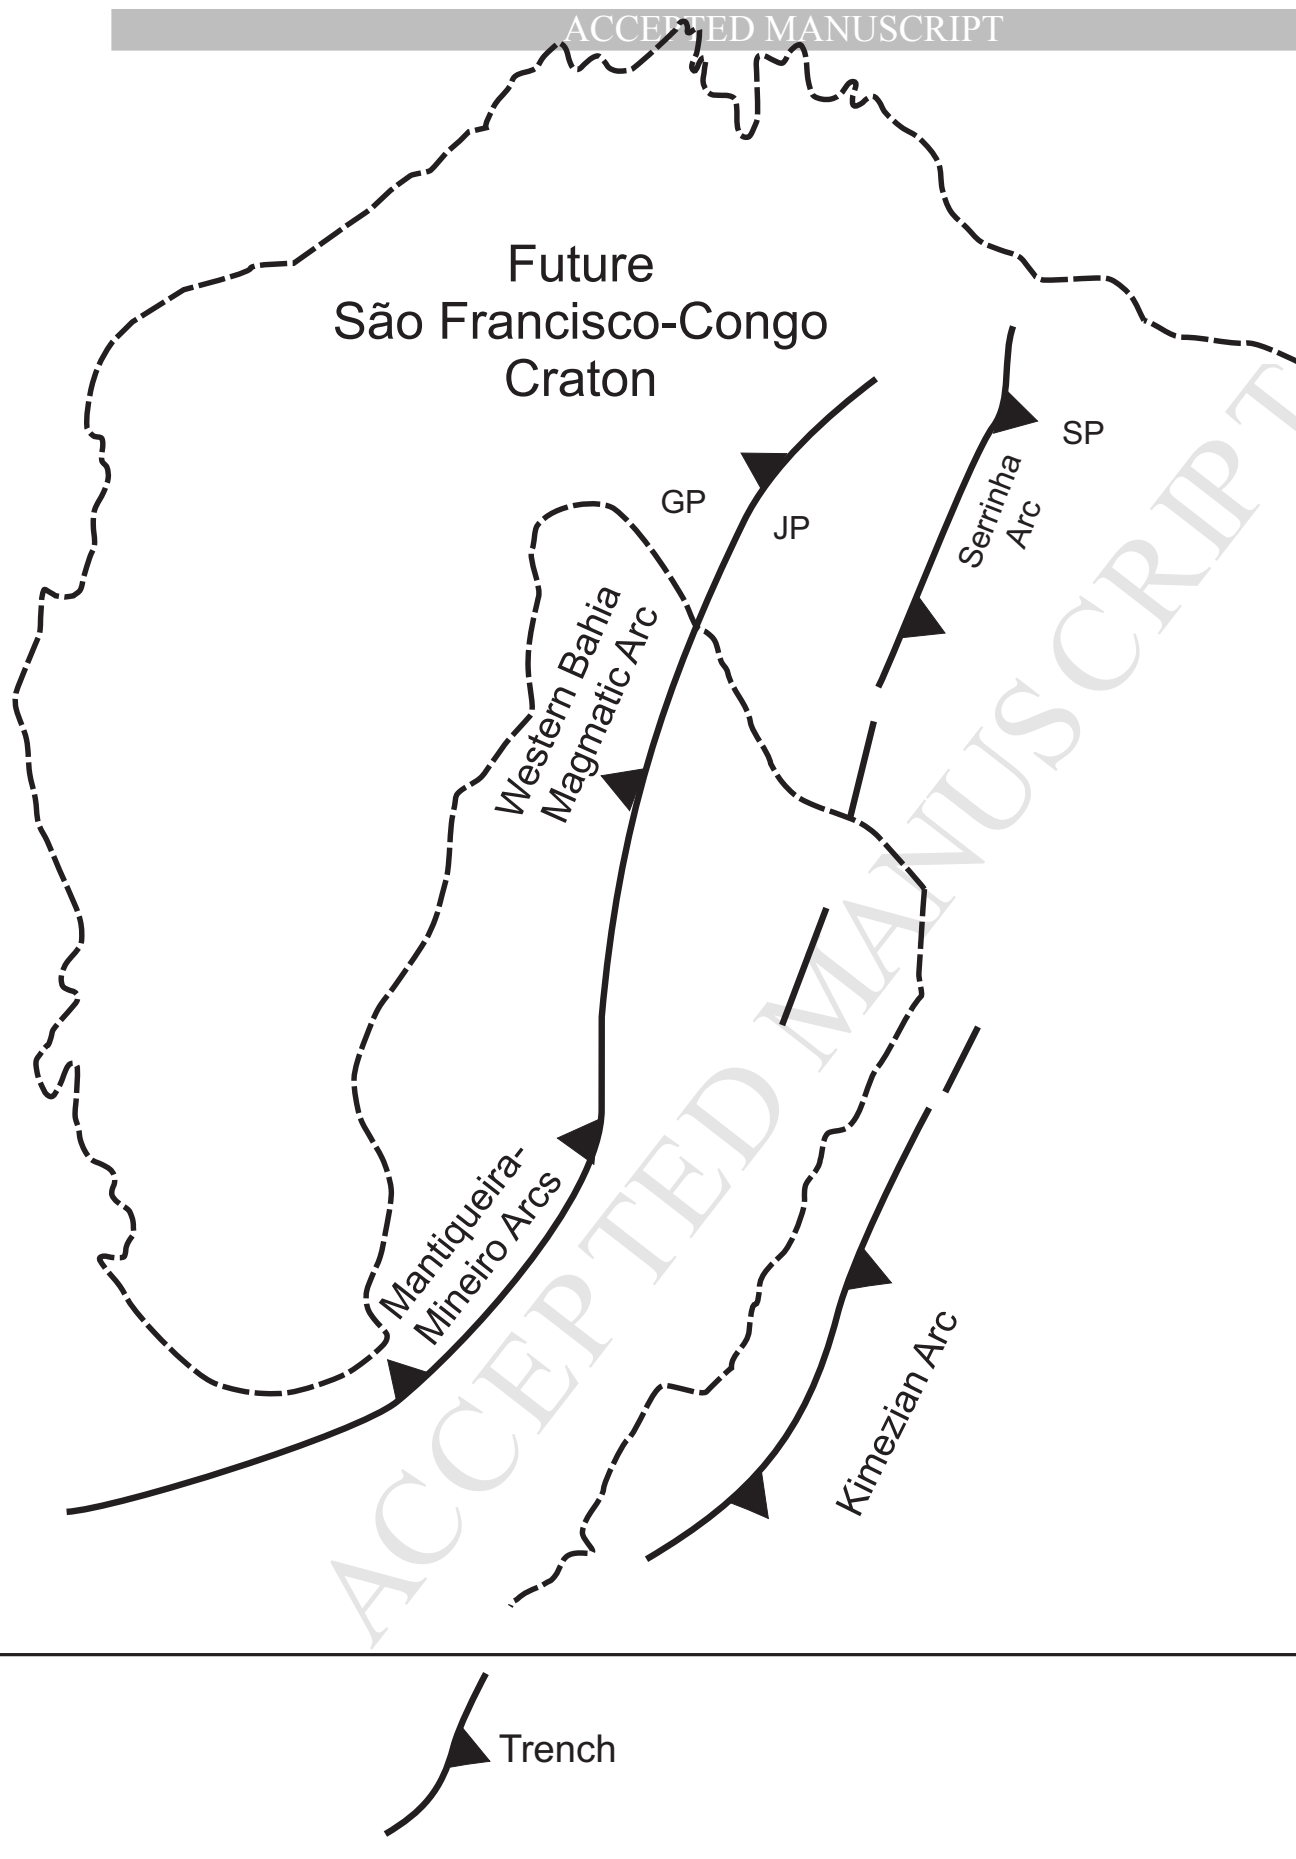 ACCEPTED MANUSCRIPT
Future
São Francisco-Congo
Craton
SP
Serrinha
Arc
GP
JP
Western Bahia
Magmatic Arc
Mantiqueira-
Mineiro Arcs
Kimezian Arc
ACCEPTED MANUSCRIPT
Trench